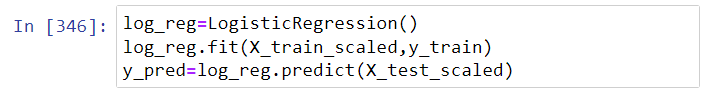 In [346]: log_reg=LogisticRegression()
log_reg.fit(X_train_scaled,y_train)
y_pred=log_reg.predict(X_test_scaled)